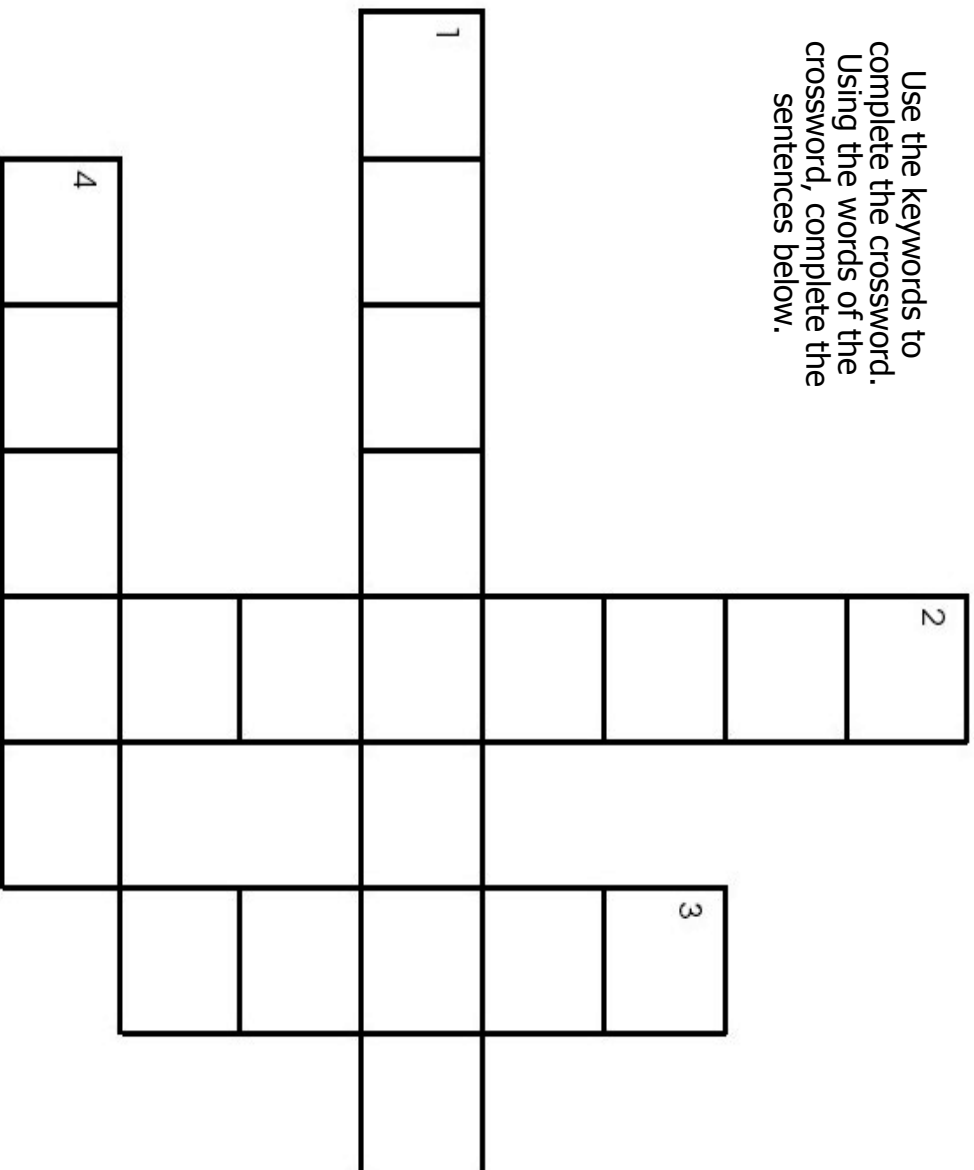 Use the keywords to
complete the crossword.
Using the words of the
crossword, complete the
sentences below.
1
2
3
4